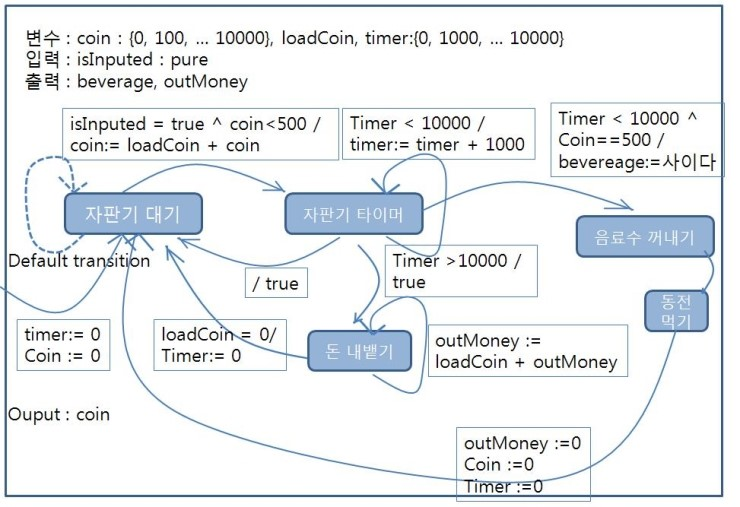 변수 : coin : {0, 100, … 10000}, loadCoin, timer:{0, 1000, … 10000}
입력 : isInputed : pure
출력 : beverage, outMoney
isInputed = true ^ coin<500 /
coin:= loadCoin + coin
Timer < 10000 /
timer:= timer + 1000
Timer < 10000 ^
Coin==500 /
bevereage:=사이다
자판기 대기
자판기 타이머
음료수 꺼내기
Default transition
/ true
Timer >10000 /
true
동전
먹기
timer:= 0
Coin := 0
loadCoin = 0/
Timer:= 0
돈 내뱉기
outMoney :=
loadCoin + outMoney
Ouput : coin
outMoney :=0
Coin :=0
Timer :=0